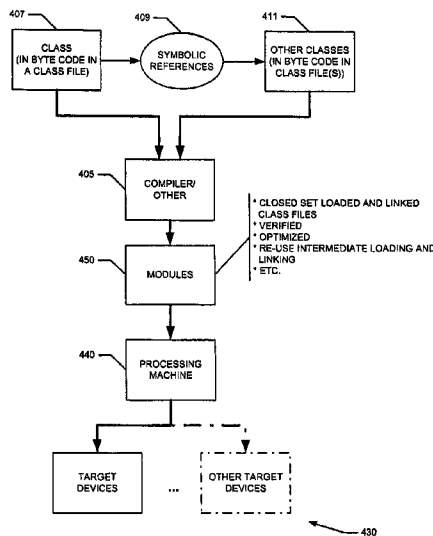 407
CLASS
(IN BYTE CODE IN
A CLASS FILE)
409
SYMBOLIC
REFERENCES
411
OTHER CLASSES
(IN BYTE CODE IN
CLASS FILE(S))
405
COMPILER/
OTHER
* CLOSED SET LOADED AND LINKED
CLASS FILES
* VERIFIED
* OPTIMIZED
* RE-USE INTERMEDIATE LOADING AND
LINKING
* ETC.
450
MODULES
440
PROCESSING
MACHINE
TARGET
DEVICES
...
OTHER TARGET
DEVICES
430